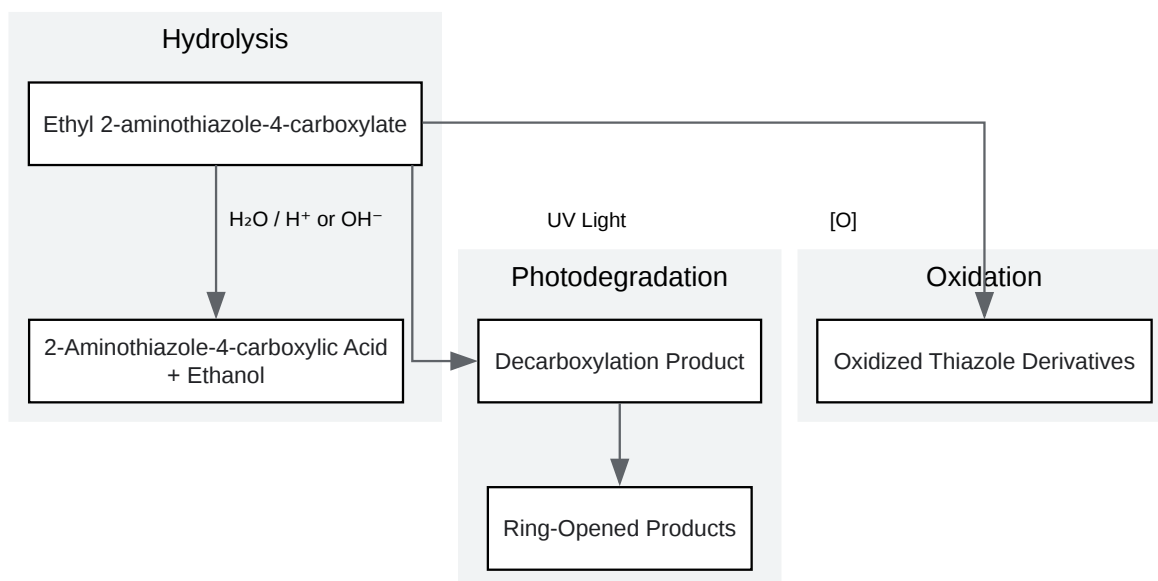 Hydrolysis
Ethyl 2-aminothiazole-4-carboxylate
H₂O / H⁺ or OH⁻
UV Light
[O]
Photodegradation
Oxidation
2-Aminothiazole-4-carboxylic Acid
+ Ethanol
Decarboxylation Product
Oxidized Thiazole Derivatives
Ring-Opened Products